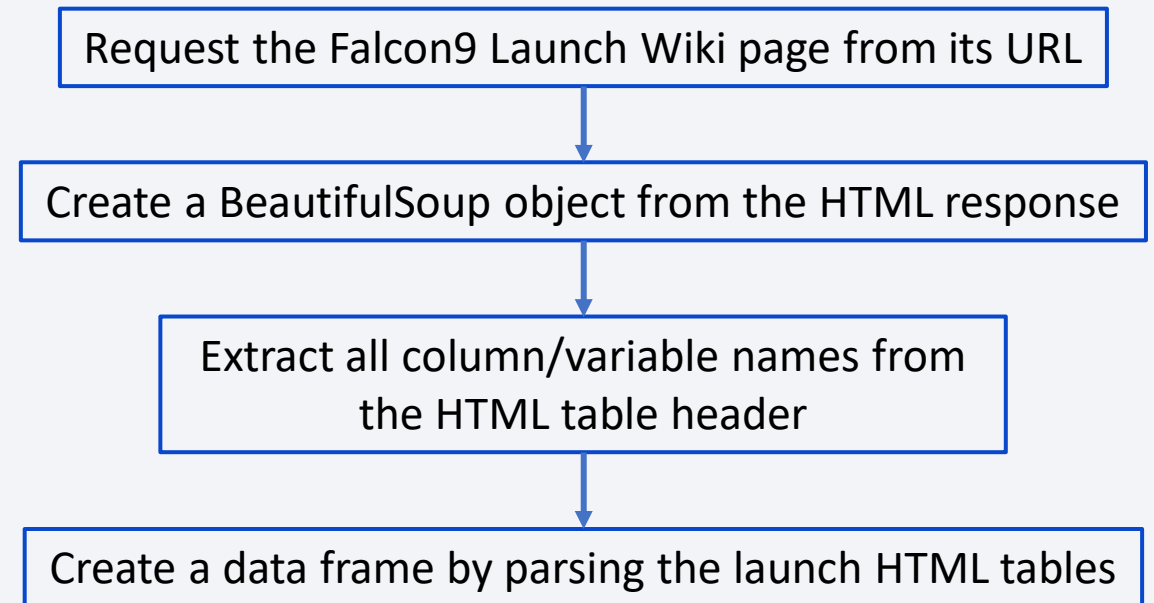 Request the Falcon9 Launch Wiki page from its URL
Create a BeautifulSoup object from the HTML response
Extract all column/variable names from
the HTML table header
Create a data frame by parsing the launch HTML tables